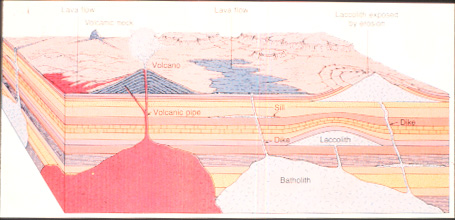 Lava flow
Volcanic neck
Lava flow
Laccolith exposed
by erosion
Volcano
Volcanic pipe
Sill
Dike
Dike
Laccolith
Batholith